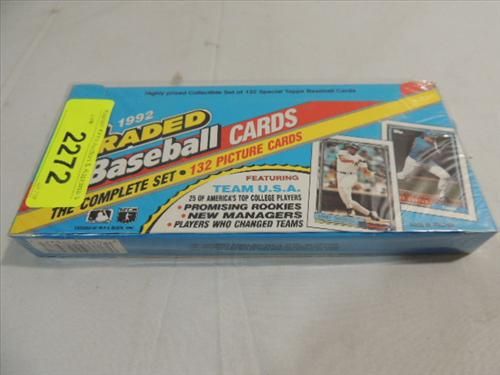 Highly prized Collectible Set of 132 Special Topps Baseball Cards
2272
1992
RADED
Baseball CARDS
THE COMPLETE SET • 132 PICTURE CARDS
FEATURING
TEAM U.S.A.
25 OF AMERICA'S TOP COLLEGE PLAYERS
• PROMISING ROOKIES
• NEW MANAGERS
• PLAYERS WHO CHANGED TEAMS